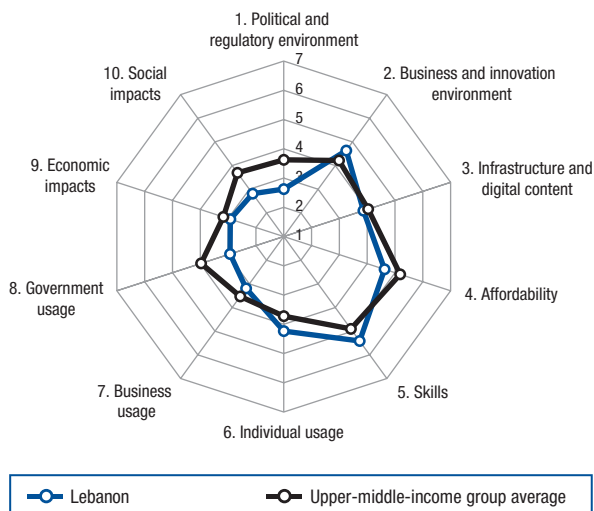 1. Political and
regulatory environment
7
6
5
4
3
2
1
2. Business and innovation
environment
3. Infrastructure and
digital content
4. Affordability
5. Skills
6. Individual usage
7. Business
usage
8. Government
usage
9. Economic
impacts
10. Social
impacts
Lebanon
Upper-middle-income group average